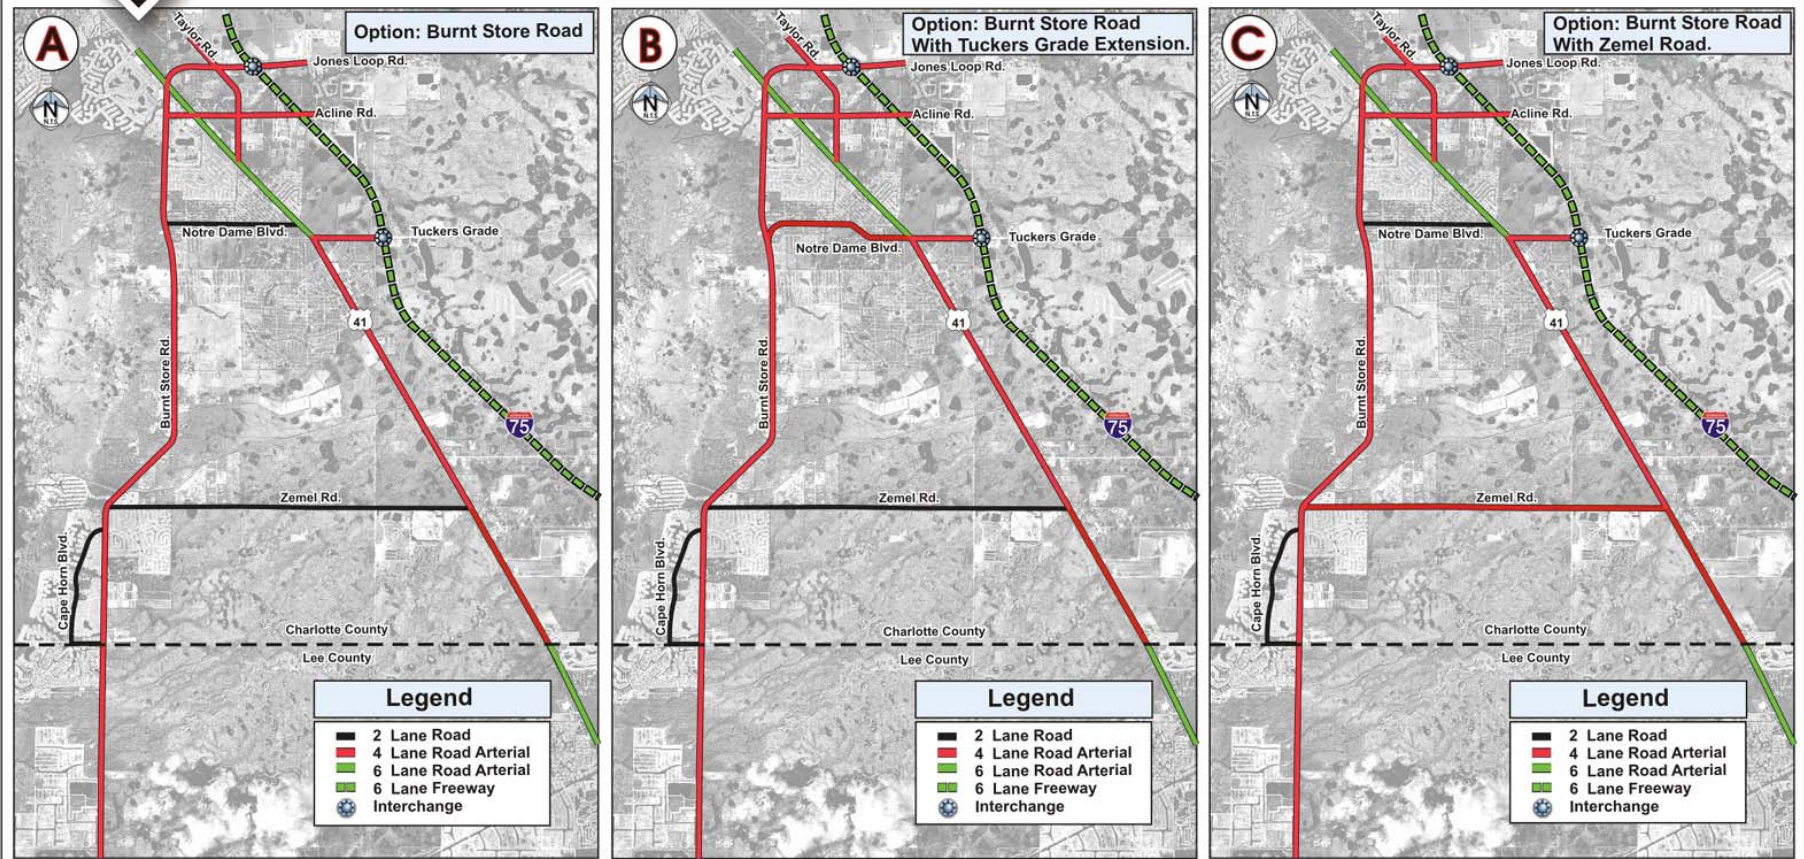 A
Option: Burnt Store Road
Taylor Rd.
Jones Loop Rd.
N
N.T.S.
Acline Rd.
Notre Dame Blvd.
Tuckers Grade
41
Burnt Store Rd.
75
Zemel Rd.
Cape Horn Blvd.
Charlotte County
Lee County
Legend
2 Lane Road
4 Lane Road Arterial
6 Lane Road Arterial
6 Lane Freeway
Interchange
B
Option: Burnt Store Road
With Tuckers Grade Extension.
Taylor Rd.
Jones Loop Rd.
N
N.T.S.
Acline Rd.
Notre Dame Blvd.
Tuckers Grade
41
Burnt Store Rd.
75
Zemel Rd.
Cape Horn Blvd.
Charlotte County
Lee County
Legend
2 Lane Road
4 Lane Road Arterial
6 Lane Road Arterial
6 Lane Freeway
Interchange
C
Option: Burnt Store Road
With Zemel Road.
Taylor Rd.
Jones Loop Rd.
N
N.T.S.
Acline Rd.
Notre Dame Blvd.
Tuckers Grade
41
Burnt Store Rd.
75
Zemel Rd.
Cape Horn Blvd.
Charlotte County
Lee County
Legend
2 Lane Road
4 Lane Road Arterial
6 Lane Road Arterial
6 Lane Freeway
Interchange